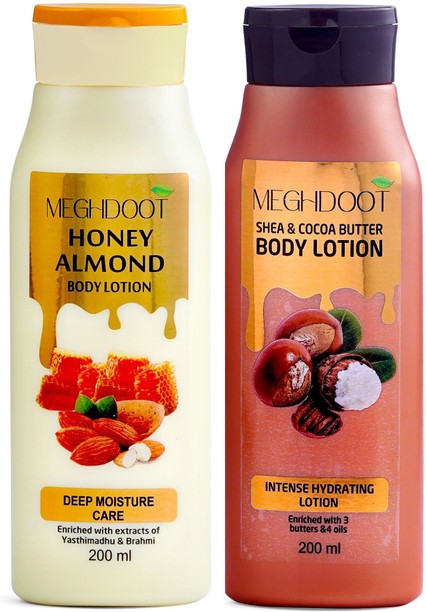 MEGHDOOT
HONEY
ALMOND
BODY LOTION
DEEP MOISTURE
CARE
Enriched with extracts of
Yasthimadhu & Brahmi
200 ml
MEGHDOOT
SHEA & COCOA BUTTER
BODY LOTION
INTENSE HYDRATING
LOTION
Enriched with 3
butters &4 oils
200 ml